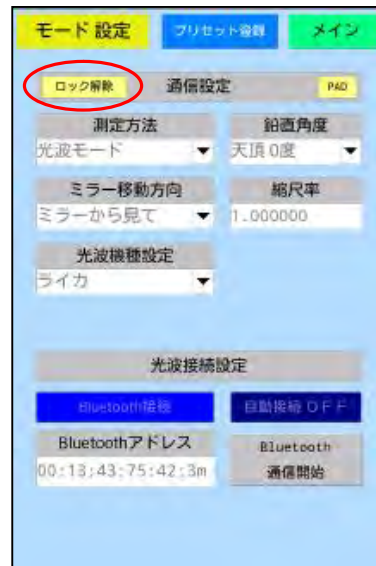 モード 設定 プリセット登録 メイン
ロック解除 通信設定 PAD
測定方法 鉛直角度
光波モード 天頂0度
ミラー移動方向 縮尺率
ミラーから見て 1.000000
光波機種設定
ライカ
光波接続設定
Bluetooth接続 自動接続 OFF
Bluetoothアドレス Bluetooth
00:13:43:75:42:3m 通信開始